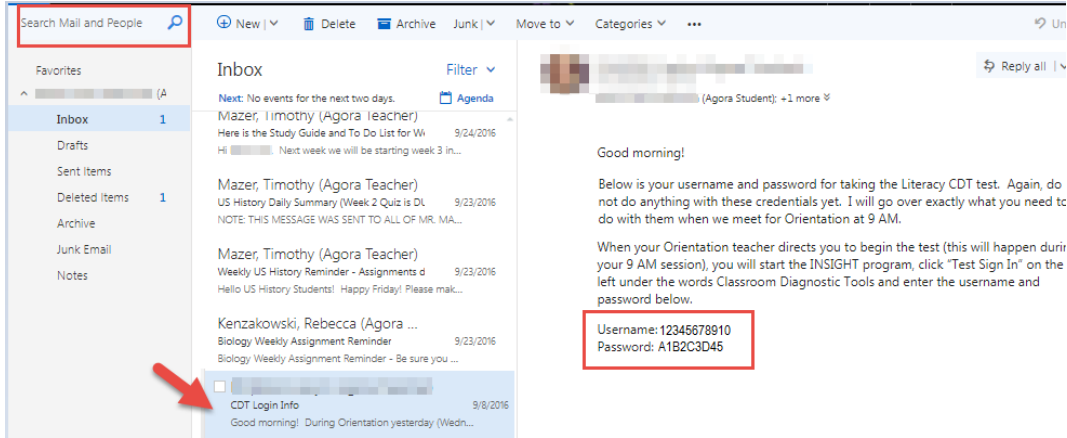 Search Mail and People
New
Delete
Archive
Junk
Move to
Categories
•••
Favorites
(A
Inbox 1
Drafts
Sent Items
Deleted Items 1
Archive
Junk Email
Notes
Inbox
Filter
Next: No events for the next two days.
Agenda
Mazer, Timothy (Agora Teacher)
Here is the Study Guide and To Do List for 9/24/2016
Hi . Next week we will be starting week 3 in...
Mazer, Timothy (Agora Teacher)
US History Daily Summary (Week 2 Quiz is DU 9/23/2016
NOTE: THIS MESSAGE WAS SENT TO ALL OF MR. MA...
Mazer, Timothy (Agora Teacher)
Weekly US History Reminder - Assignments d 9/23/2016
Hello US History Students! Happy Friday! Please mak...
Kenzakowski, Rebecca (Agora ...
Biology Weekly Assignment Reminder 9/23/2016
Biology Weekly Assignment Reminder - Be sure you ...
CDT Login Info 9/8/2016
Good morning! During Orientation yesterday (Wedn...
Un
Reply all
(Agora Student); +1 more
Good morning!
Below is your username and password for taking the Literacy CDT test. Again, do
not do anything with these credentials yet. I will go over exactly what you need to
do with them when we meet for Orientation at 9 AM.
When your Orientation teacher directs you to begin the test (this will happen durin
your 9 AM session), you will start the INSIGHT program, click "Test Sign In" on the
left under the words Classroom Diagnostic Tools and enter the username and
password below.
Username: 12345678910
Password: A1B2C3D45